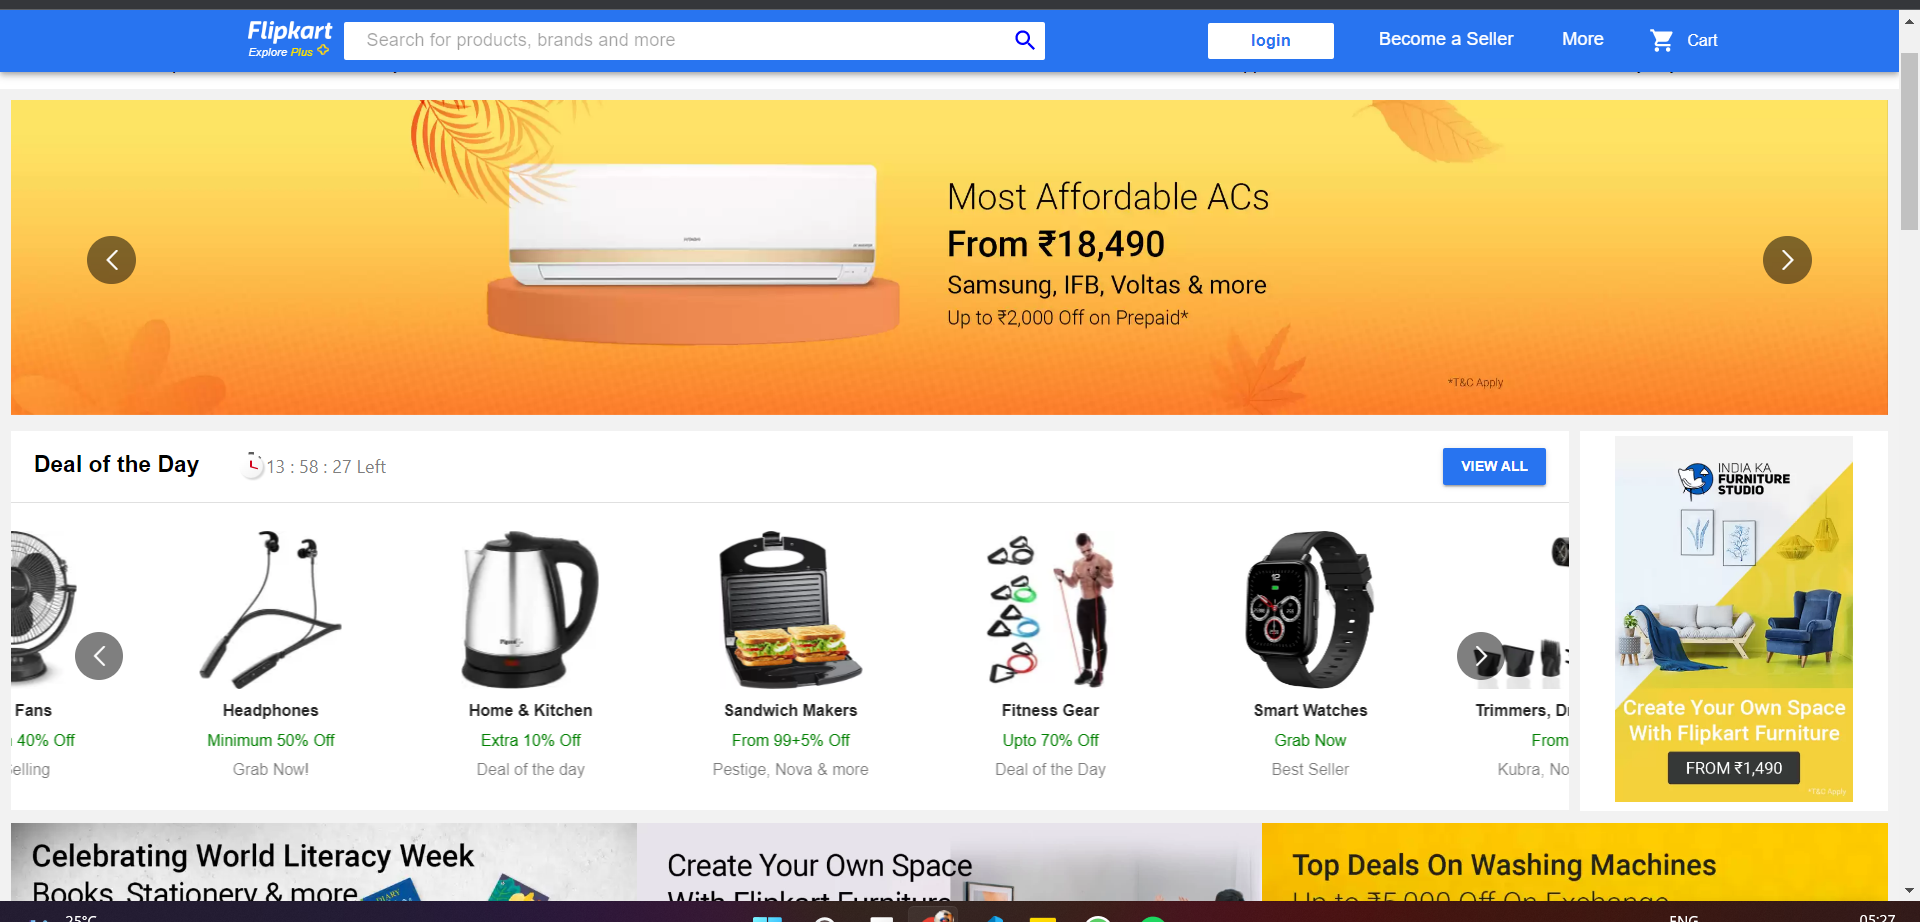 Flipkart
Explore Plus
Search for products, brands and more
login
Become a Seller
More
Cart
Most Affordable ACs
From ₹18,490
Samsung, IFB, Voltas & more
Up to ₹2,000 Off on Prepaid*
*T&C Apply
Deal of the Day
13 : 58 : 27 Left
VIEW ALL
Fans
40% Off
elling
Headphones
Minimum 50% Off
Grab Now!
Home & Kitchen
Extra 10% Off
Deal of the day
Sandwich Makers
From 99+5% Off
Pestige, Nova & more
Fitness Gear
Upto 70% Off
Deal of the Day
Smart Watches
Grab Now
Best Seller
Trimmers, D
From
Kubra, No
INDIA KA
FURNITURE
STUDIO
Create Your Own Space
With Flipkart Furniture
FROM ₹1,490
*T&C Apply
Celebrating World Literacy Week
Books, Stationery & more
Create Your Own Space
With Flipkart Furniture
Top Deals On Washing Machines
Up to ₹5,000 Off On Exchange
25°C
ENG
05:27